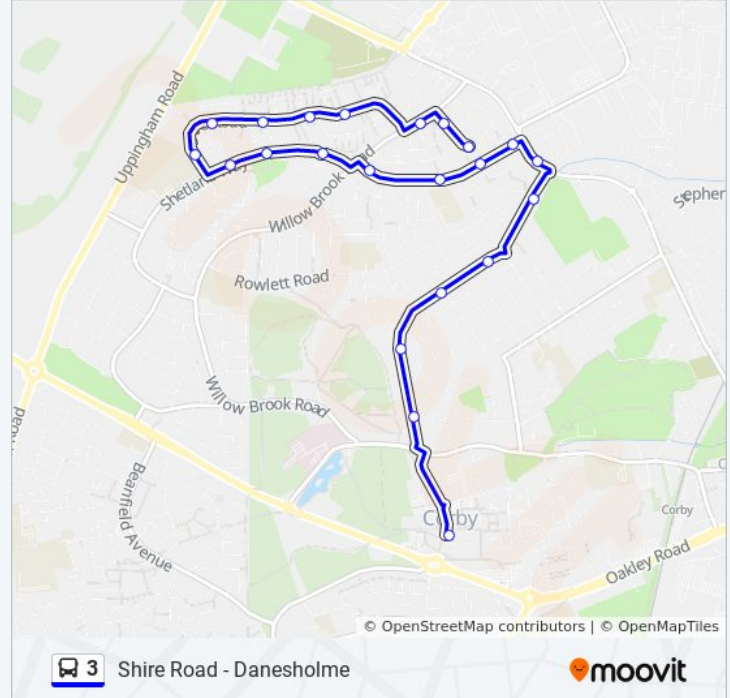 Uppingham Road
Shetland Way
Willow Brook Road
Rowlett Road
Willow Brook Road
Beanfield Avenue
Corby
Corby
Oakley Road
Road
© OpenStreetMap contributors | © OpenMapTiles
3 Shire Road - Danesholme
moovit